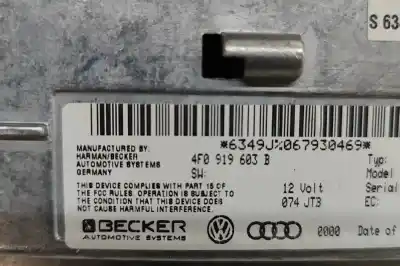 S 63
*6349J%067930469*
MANUFACTURED BY:
HARMAN/BECKER
AUTOMOTIVE SYSTEMS
GERMANY
4F0 919 603 B
SW:
Typ:
Model
THIS DEVICE COMPLIES WITH PART 15 OF
THE FCC RULES. OPERATION IS SUBJECT
TO THE CONDITION THAT THIS DEVICE
DOES NOT CAUSE HARMFUL INTERFERENCE
12 Volt
Serial
074 JT3
EC:
BECKER
AUTOMOTIVE SYSTEMS
0000
Date of